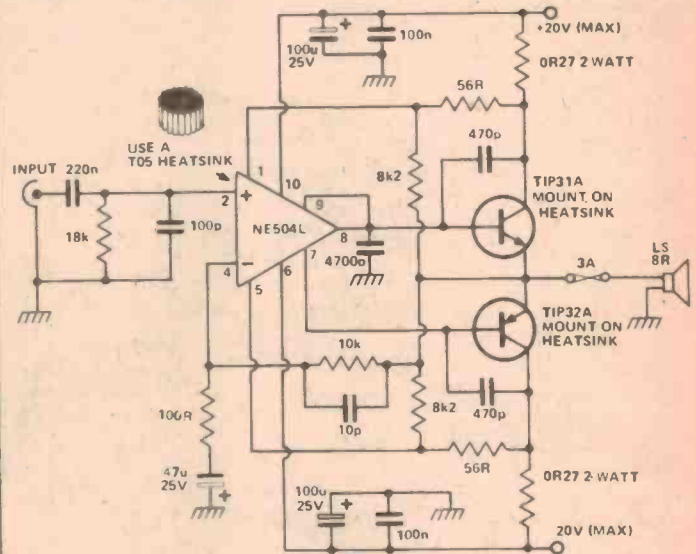 +20V (MAX)
100u
25V
100n
0R27 2 WATT
56R
470p
USE A
T05 HEATSINK
INPUT
220n
18k
100p
8k2
1
2
10
9
8
7
NE504L
4
5
6
4700p
TIP31A
MOUNT ON
HEATSINK
3A
LS
8R
TIP32A
MOUNT ON
HEATSINK
10k
10p
8k2
470p
100R
47u
25V
56R
0R27 2-WATT
100u
25V
100n
20V (MAX)